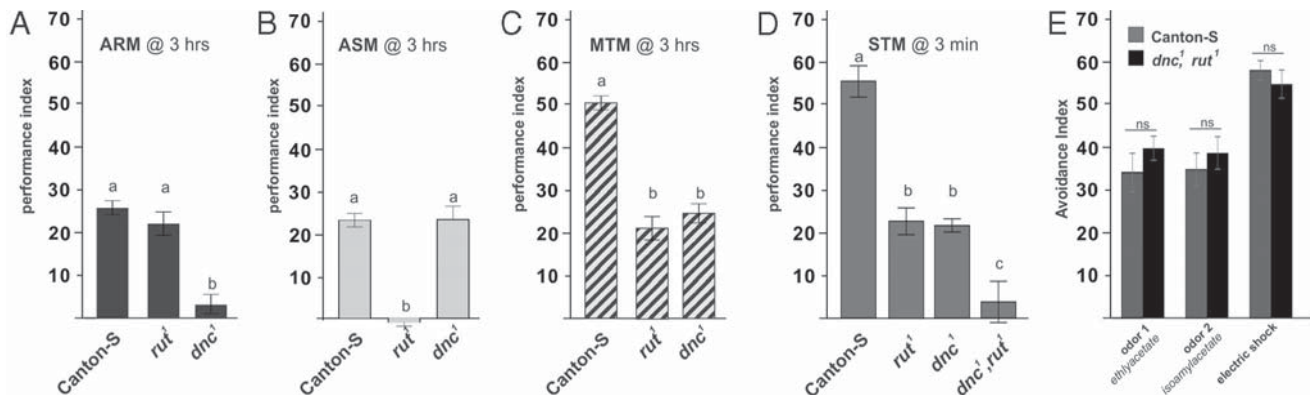 A
ARM @ 3 hrs
performance index
70
60
50
40
30
20
10
a
a
b
Canton-S
rut¹
dnc¹
B
ASM @ 3 hrs
performance index
70
60
50
40
30
20
10
a
b
a
Canton-S
rut¹
dnc¹
C
MTM @ 3 hrs
performance index
70
60
50
40
30
20
10
a
b
b
Canton-S
rut¹
dnc¹
D
STM @ 3 min
performance index
70
60
50
40
30
20
10
a
b
b
c
Canton-S
rut¹
dnc¹
dnc¹,rut¹
E
Canton-S
dnc,¹ rut¹
Avoidance Index
70
60
50
40
30
20
10
ns
ns
ns
odor 1
ethlyacetate
odor 2
isoamylacetate
electric shock